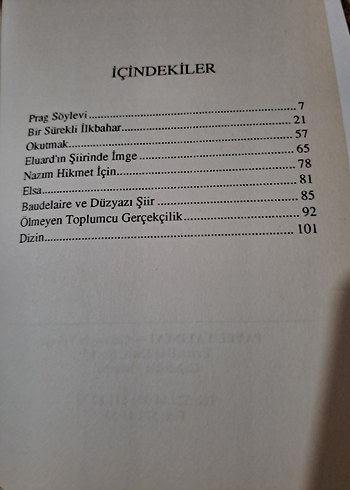 İÇİNDEKİLER
Prag Söylevi 7
Bir Sürekli İlkbahar 21
Okutmak 57
Eluard'ın Şiirinde İmge 65
Nazım Hikmet İçin 78
Elsa 81
Baudelaire ve Düzyazı Şiir 85
Ölmeyen Toplumcu Gerçekçilik 92
Dizin 101